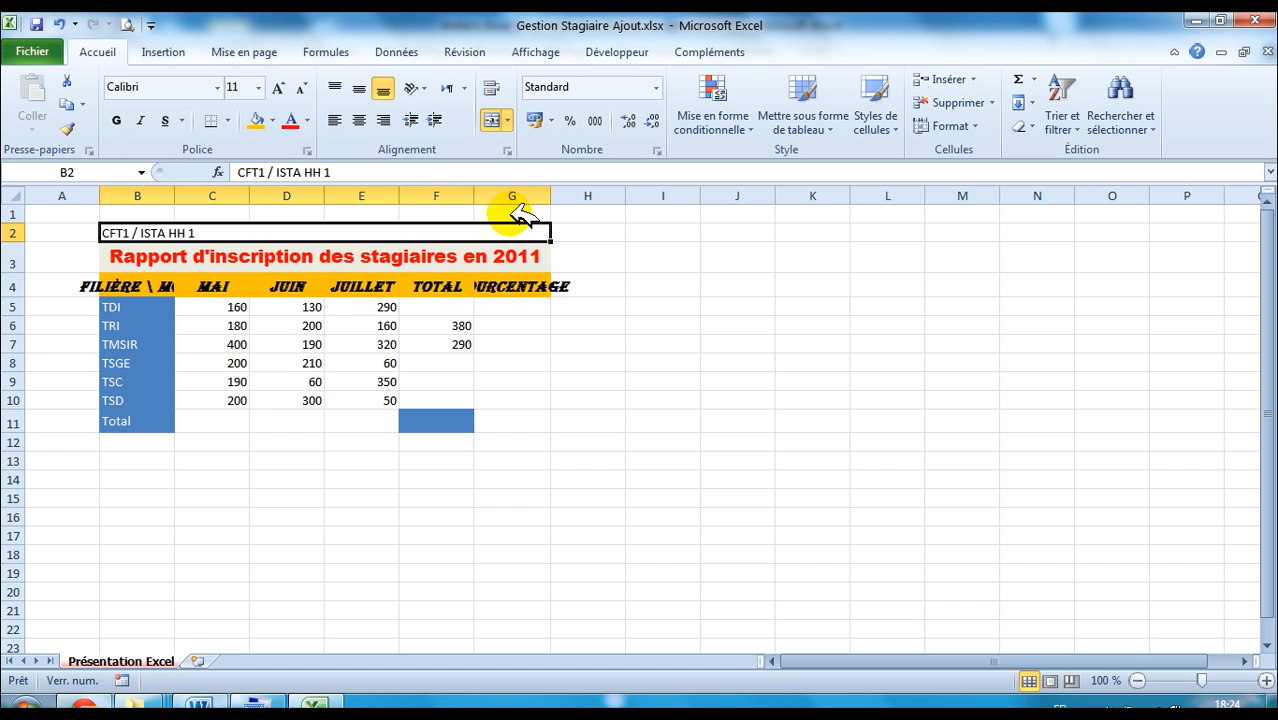 Gestion Stagiaire Ajout.xlsx - Microsoft Excel
Fichier Accueil Insertion Mise en page Formules Données Révision Affichage Développeur Compléments
Coller
Calibri 11
G I S
Standard
% 000
Mise en forme conditionnelle
Mettre sous forme de tableau
Styles de cellules
Insérer
Supprimer
Format
Trier et filtrer
Rechercher et sélectionner
Presse-papiers Police Alignement Nombre Style Cellules Édition
B2 fx CFT1 / ISTA HH 1
A B C D E F G H I J K L M N O P
1
2 CFT1 / ISTA HH 1
3 Rapport d'inscription des stagiaires en 2011
4 FILIÈRE \ MO MAI JUIN JUILLET TOTAL OURCENTAGE
5 TDI 160 130 290
6 TRI 180 200 160 380
7 TMSIR 400 190 320 290
8 TSGE 200 210 60
9 TSC 190 60 350
10 TSD 200 300 50
11 Total
12
13
14
15
16
17
18
19
20
21
22
23
Présentation Excel
Prêt Verr. num. 100 %
18:24